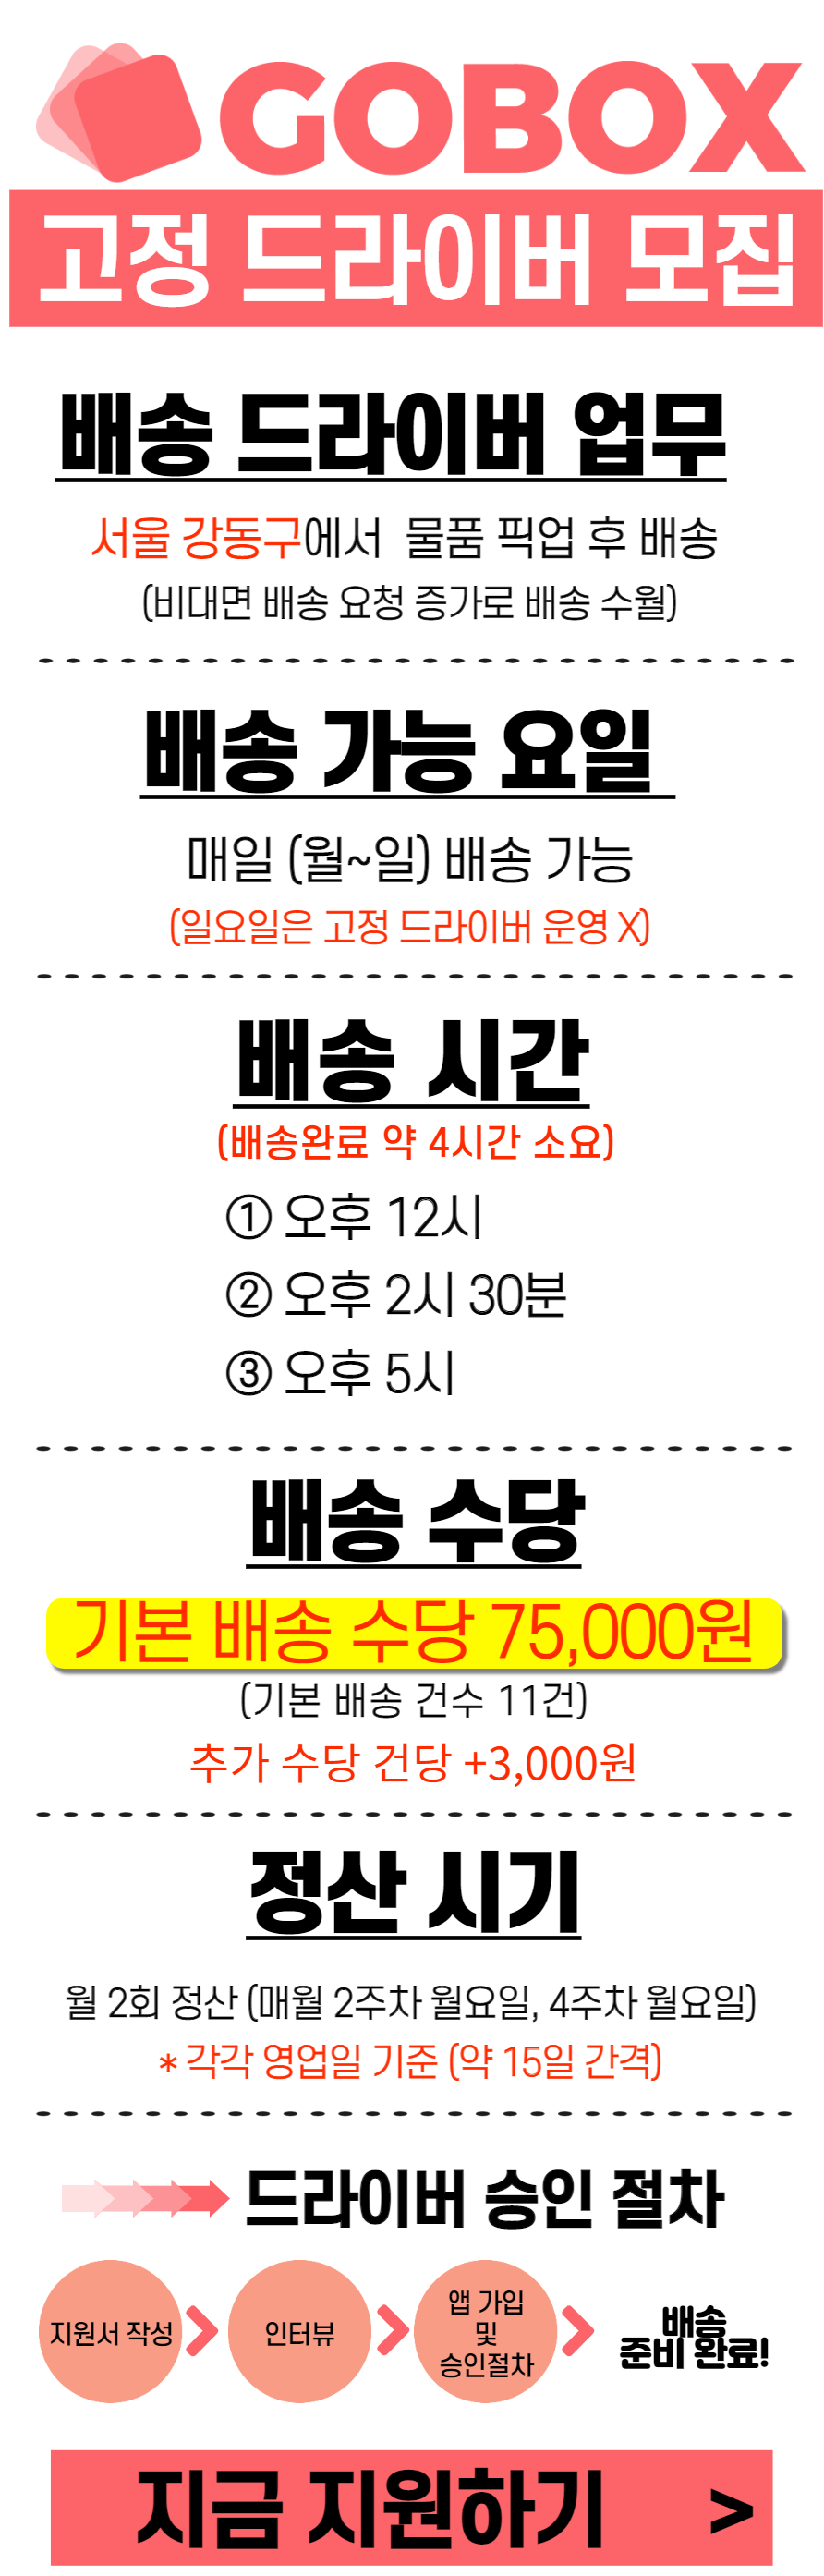 GOBOX
고정 드라이버 모집
배송 드라이버 업무
서울 강동구에서 물품 픽업 후 배송
(비대면 배송 요청 증가로 배송 수월)
배송 가능 요일
매일 (월~일) 배송 가능
(일요일은 고정 드라이버 운영 X)
배송 시간
(배송완료 약 4시간 소요)
① 오후 12시
② 오후 2시 30분
③ 오후 5시
배송 수당
기본 배송 수당 75,000원
(기본 배송 건수 11건)
추가 수당 건당 +3,000원
정산 시기
월 2회 정산 (매월 2주차 월요일, 4주차 월요일)
* 각각 영업일 기준 (약 15일 간격)
드라이버 승인 절차
지원서 작성
인터뷰
앱 가입
및
승인절차
배송
준비 완료!
지금 지원하기 >